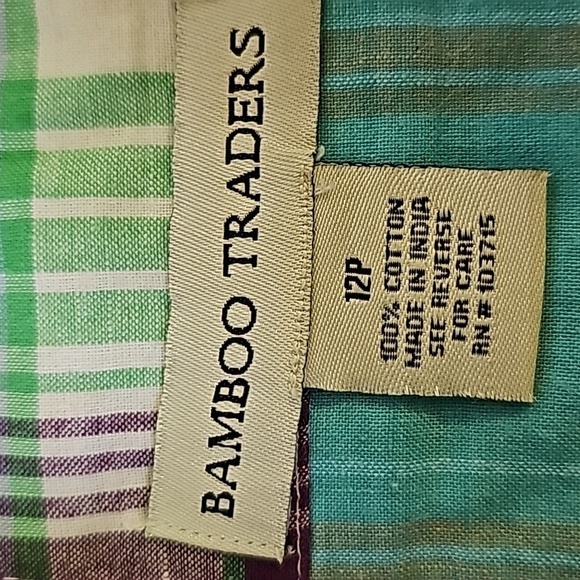 BAMBOO TRADERS
12P
100% COTTON
MADE IN INDIA
SEE REVERSE
FOR CARE
RN # 103715